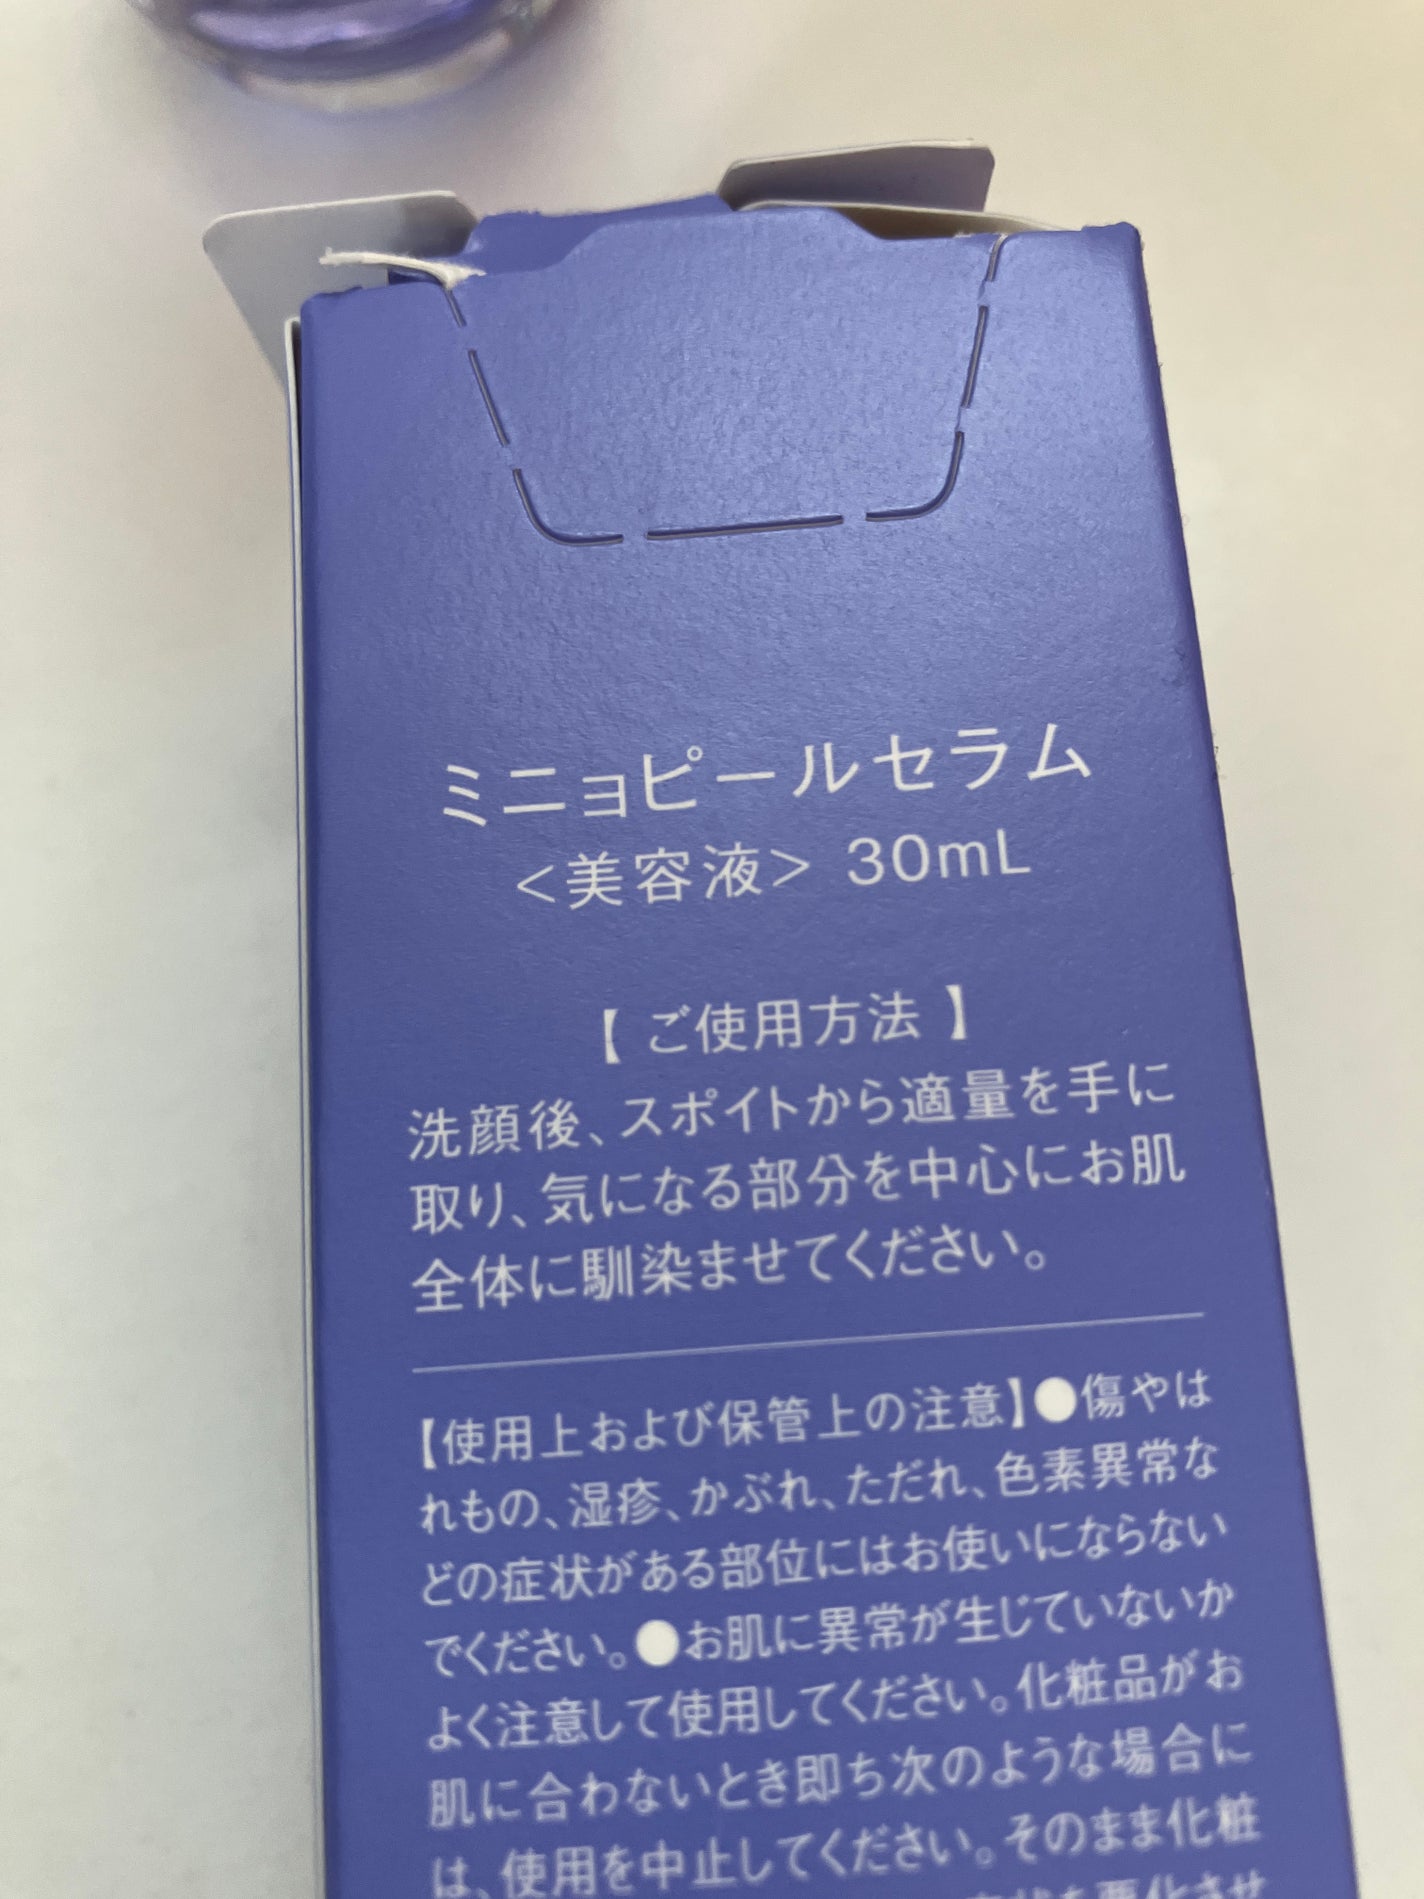 ミニョピールセラム
<美容液> 30mL
【 ご使用方法 】
洗顔後、スポイトから適量を手に
取り、気になる部分を中心にお肌
全体に馴染ませてください。
【使用上および保管上の注意】●傷やは
れもの、湿疹、かぶれ、ただれ、色素異常な
どの症状がある部位にはお使いにならない
でください。●お肌に異常が生じていないか
よく注意して使用してください。化粧品がお
肌に合わないとき即ち次のような場合に
は、使用を中止してください。そのまま化粧